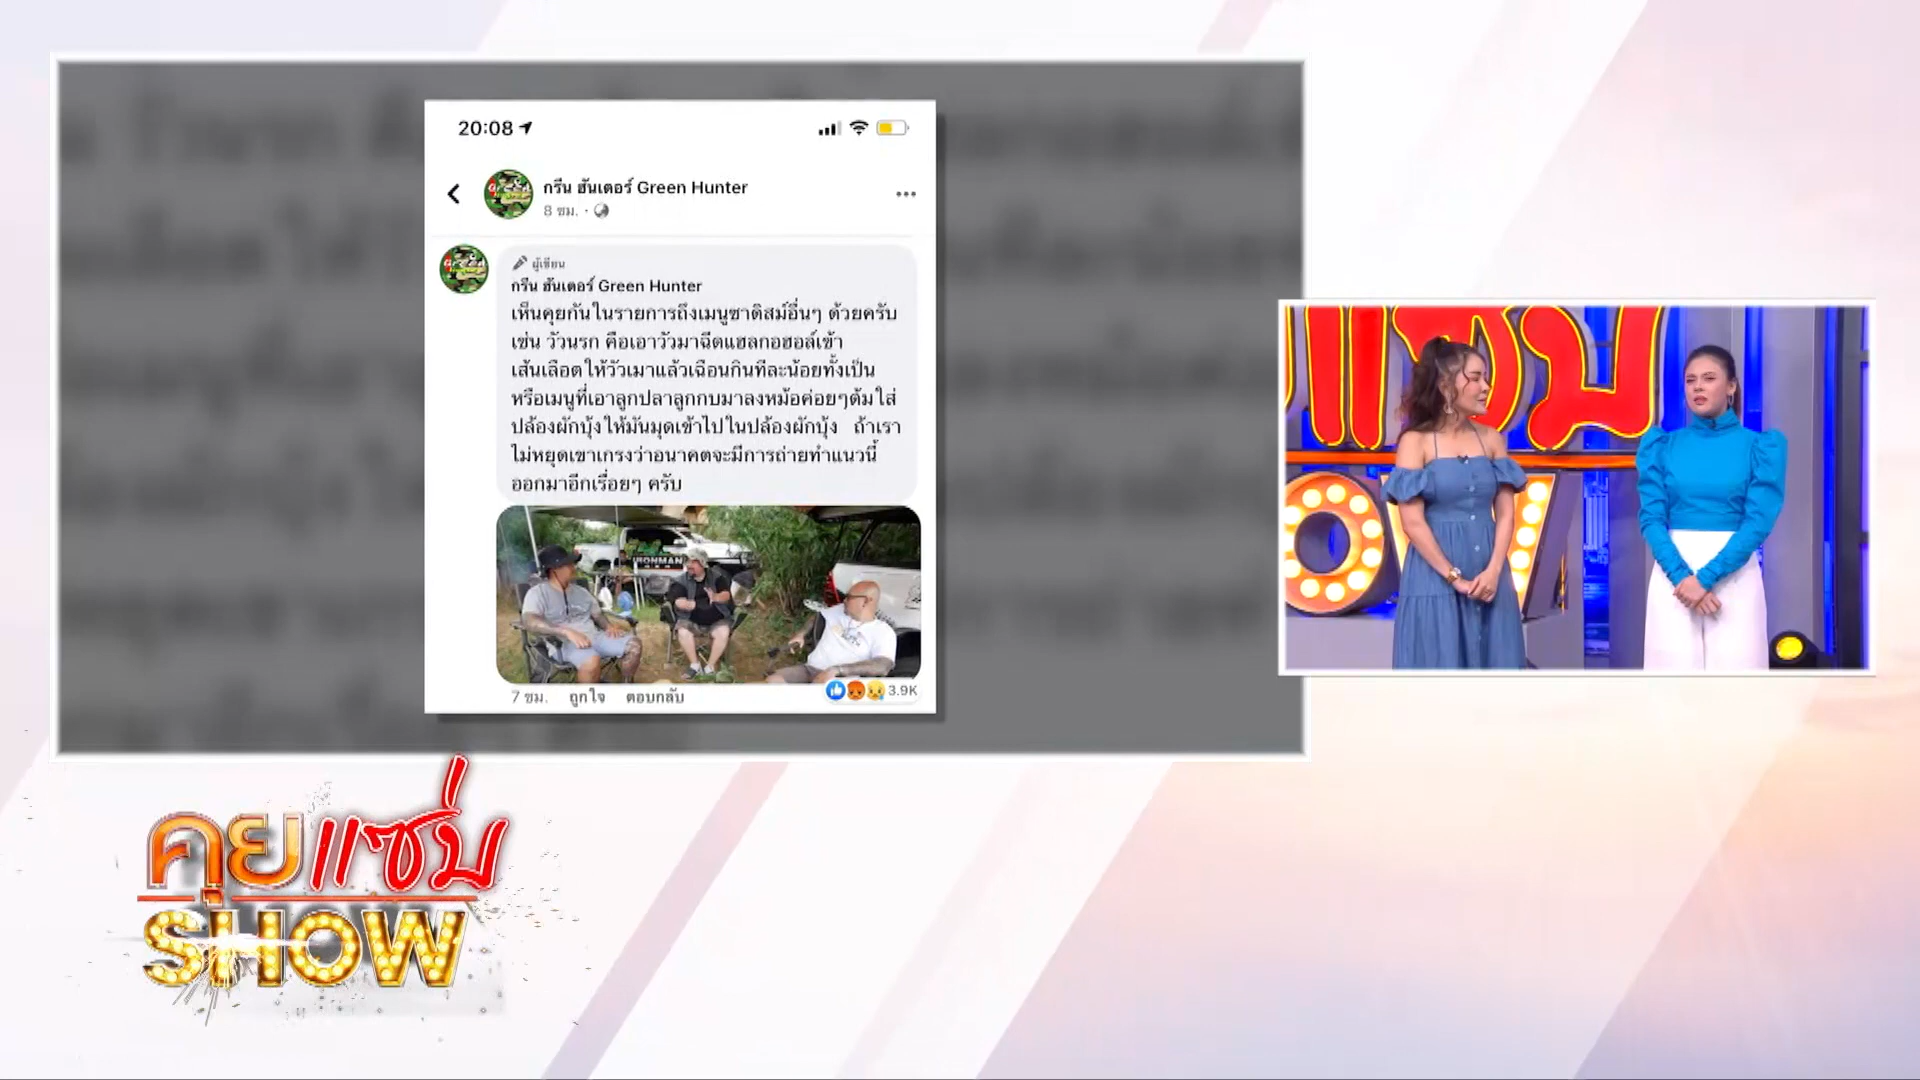 20:08
กรีน ฮันเตอร์ Green Hunter
8 ชม. ·
ผู้เขียน
กรีน ฮันเตอร์ Green Hunter
เห็นคุยกันในรายการถึงเมนูซาดิสม์อื่นๆ ด้วยครับ
เช่น วัวนรก คือเอาวัวมาฉีดแฮลกอฮอล์เข้า
เส้นเลือดให้วัวเมาแล้วเฉือนกินทีละน้อยทั้งเป็น
หรือเมนูที่เอาลูกปลาลูกกบมาลงหม้อค่อยๆต้มใส่
ปล้องผักบุ้งให้มันมุดเข้าไปในปล้องผักบุ้ง ถ้าเรา
ไม่หยุดเขาเกรงว่าอนาคตจะมีการถ่ายทำแนวนี้
ออกมาอีกเรื่อยๆ ครับ
IRONMAN
7 ชม. ถูกใจ ตอบกลับ 3.9K
คุยแซ่บ
SHOW